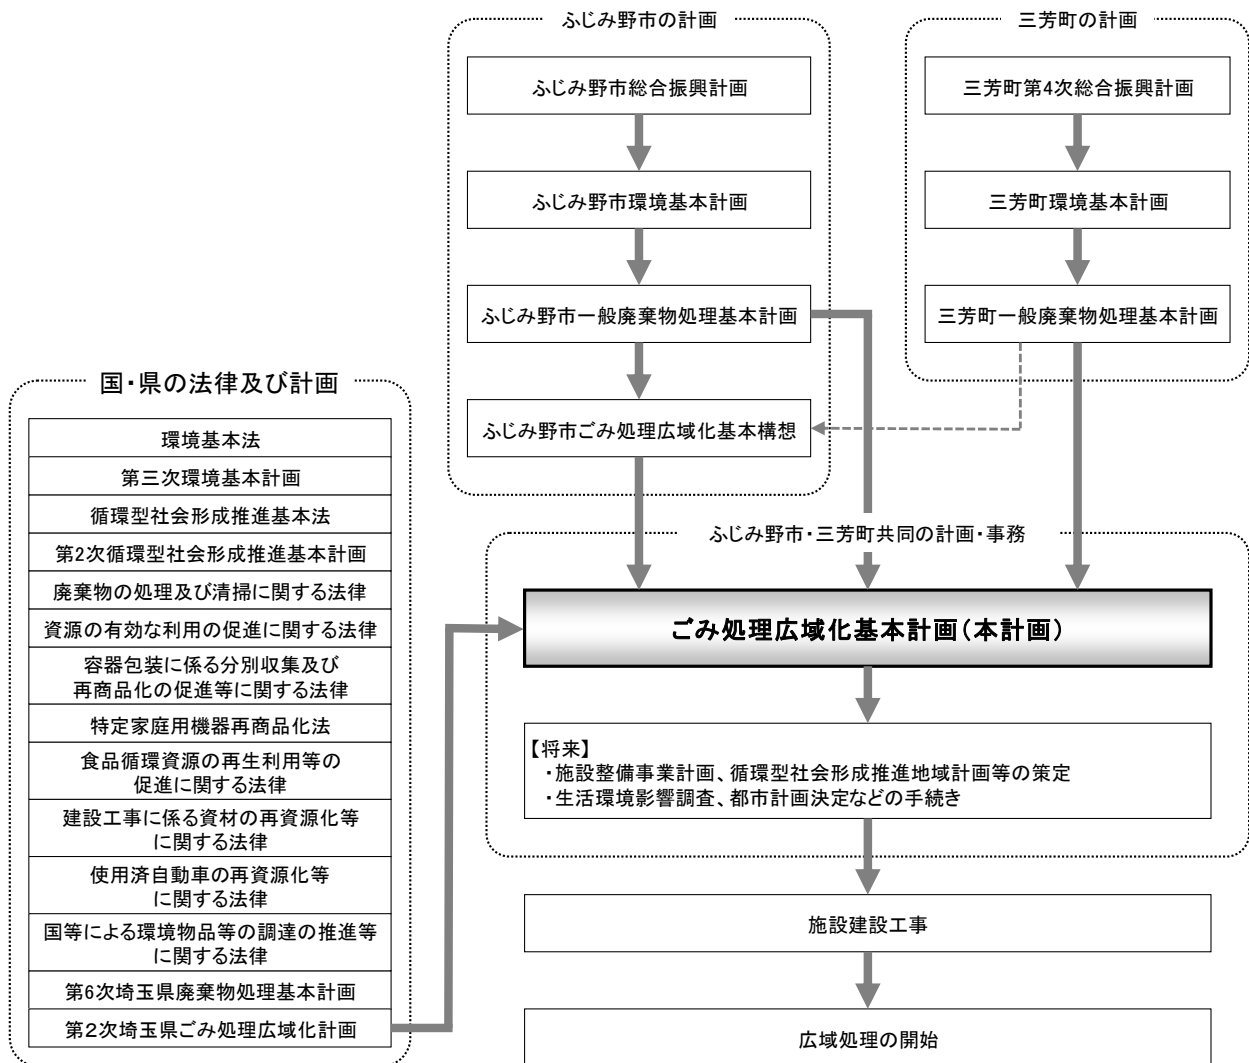 ふじみ野市の計画
ふじみ野市総合振興計画
ふじみ野市環境基本計画
ふじみ野市一般廃棄物処理基本計画
ふじみ野市ごみ処理広域化基本構想
三芳町の計画
三芳町第4次総合振興計画
三芳町環境基本計画
三芳町一般廃棄物処理基本計画
国・県の法律及び計画
環境基本法
第三次環境基本計画
循環型社会形成推進基本法
第2次循環型社会形成推進基本計画
廃棄物の処理及び清掃に関する法律
資源の有効な利用の促進に関する法律
容器包装に係る分別収集及び
再商品化の促進等に関する法律
特定家庭用機器再商品化法
食品循環資源の再生利用等の
促進に関する法律
建設工事に係る資材の再資源化等
に関する法律
使用済自動車の再資源化等
に関する法律
国等による環境物品等の調達の推進等
に関する法律
第6次埼玉県廃棄物処理基本計画
第2次埼玉県ごみ処理広域化計画
ふじみ野市・三芳町共同の計画・事務
ごみ処理広域化基本計画(本計画)
【将来】
・施設整備事業計画、循環型社会形成推進地域計画等の策定
・生活環境影響調査、都市計画決定などの手続き
施設建設工事
広域処理の開始